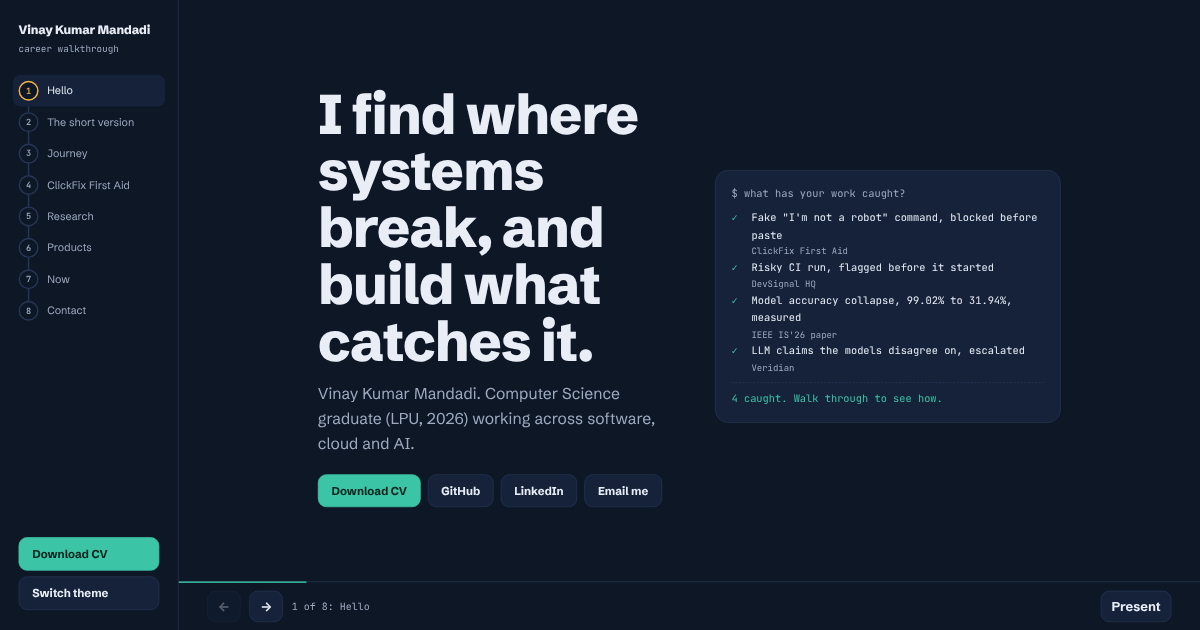 Vinay Kumar Mandadi
career walkthrough
1 Hello
2 The short version
3 Journey
4 ClickFix First Aid
5 Research
6 Products
7 Now
8 Contact
Download CV
Switch theme
I find where
systems
break, and
build what
catches it.
Vinay Kumar Mandadi. Computer Science
graduate (LPU, 2026) working across software,
cloud and AI.
Download CV
GitHub
LinkedIn
Email me
$ what has your work caught?
✓ Fake "I'm not a robot" command, blocked before
paste
ClickFix First Aid
✓ Risky CI run, flagged before it started
DevSignal HQ
✓ Model accuracy collapse, 99.02% to 31.94%,
measured
IEEE IS'26 paper
✓ LLM claims the models disagree on, escalated
Veridian
4 caught. Walk through to see how.
← → 1 of 8: Hello
Present